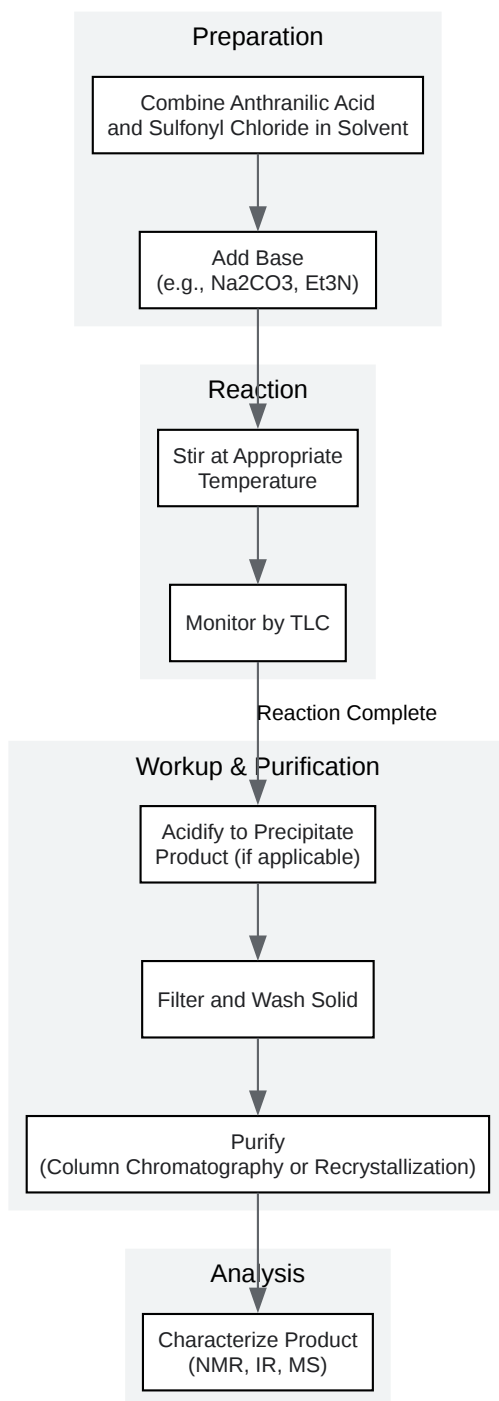 Preparation
Combine Anthranilic Acid
and Sulfonyl Chloride in Solvent
Add Base
(e.g., Na2CO3, Et3N)
Reaction
Stir at Appropriate
Temperature
Monitor by TLC
Reaction Complete
Workup & Purification
Acidify to Precipitate
Product (if applicable)
Filter and Wash Solid
Purify
(Column Chromatography or Recrystallization)
Analysis
Characterize Product
(NMR, IR, MS)